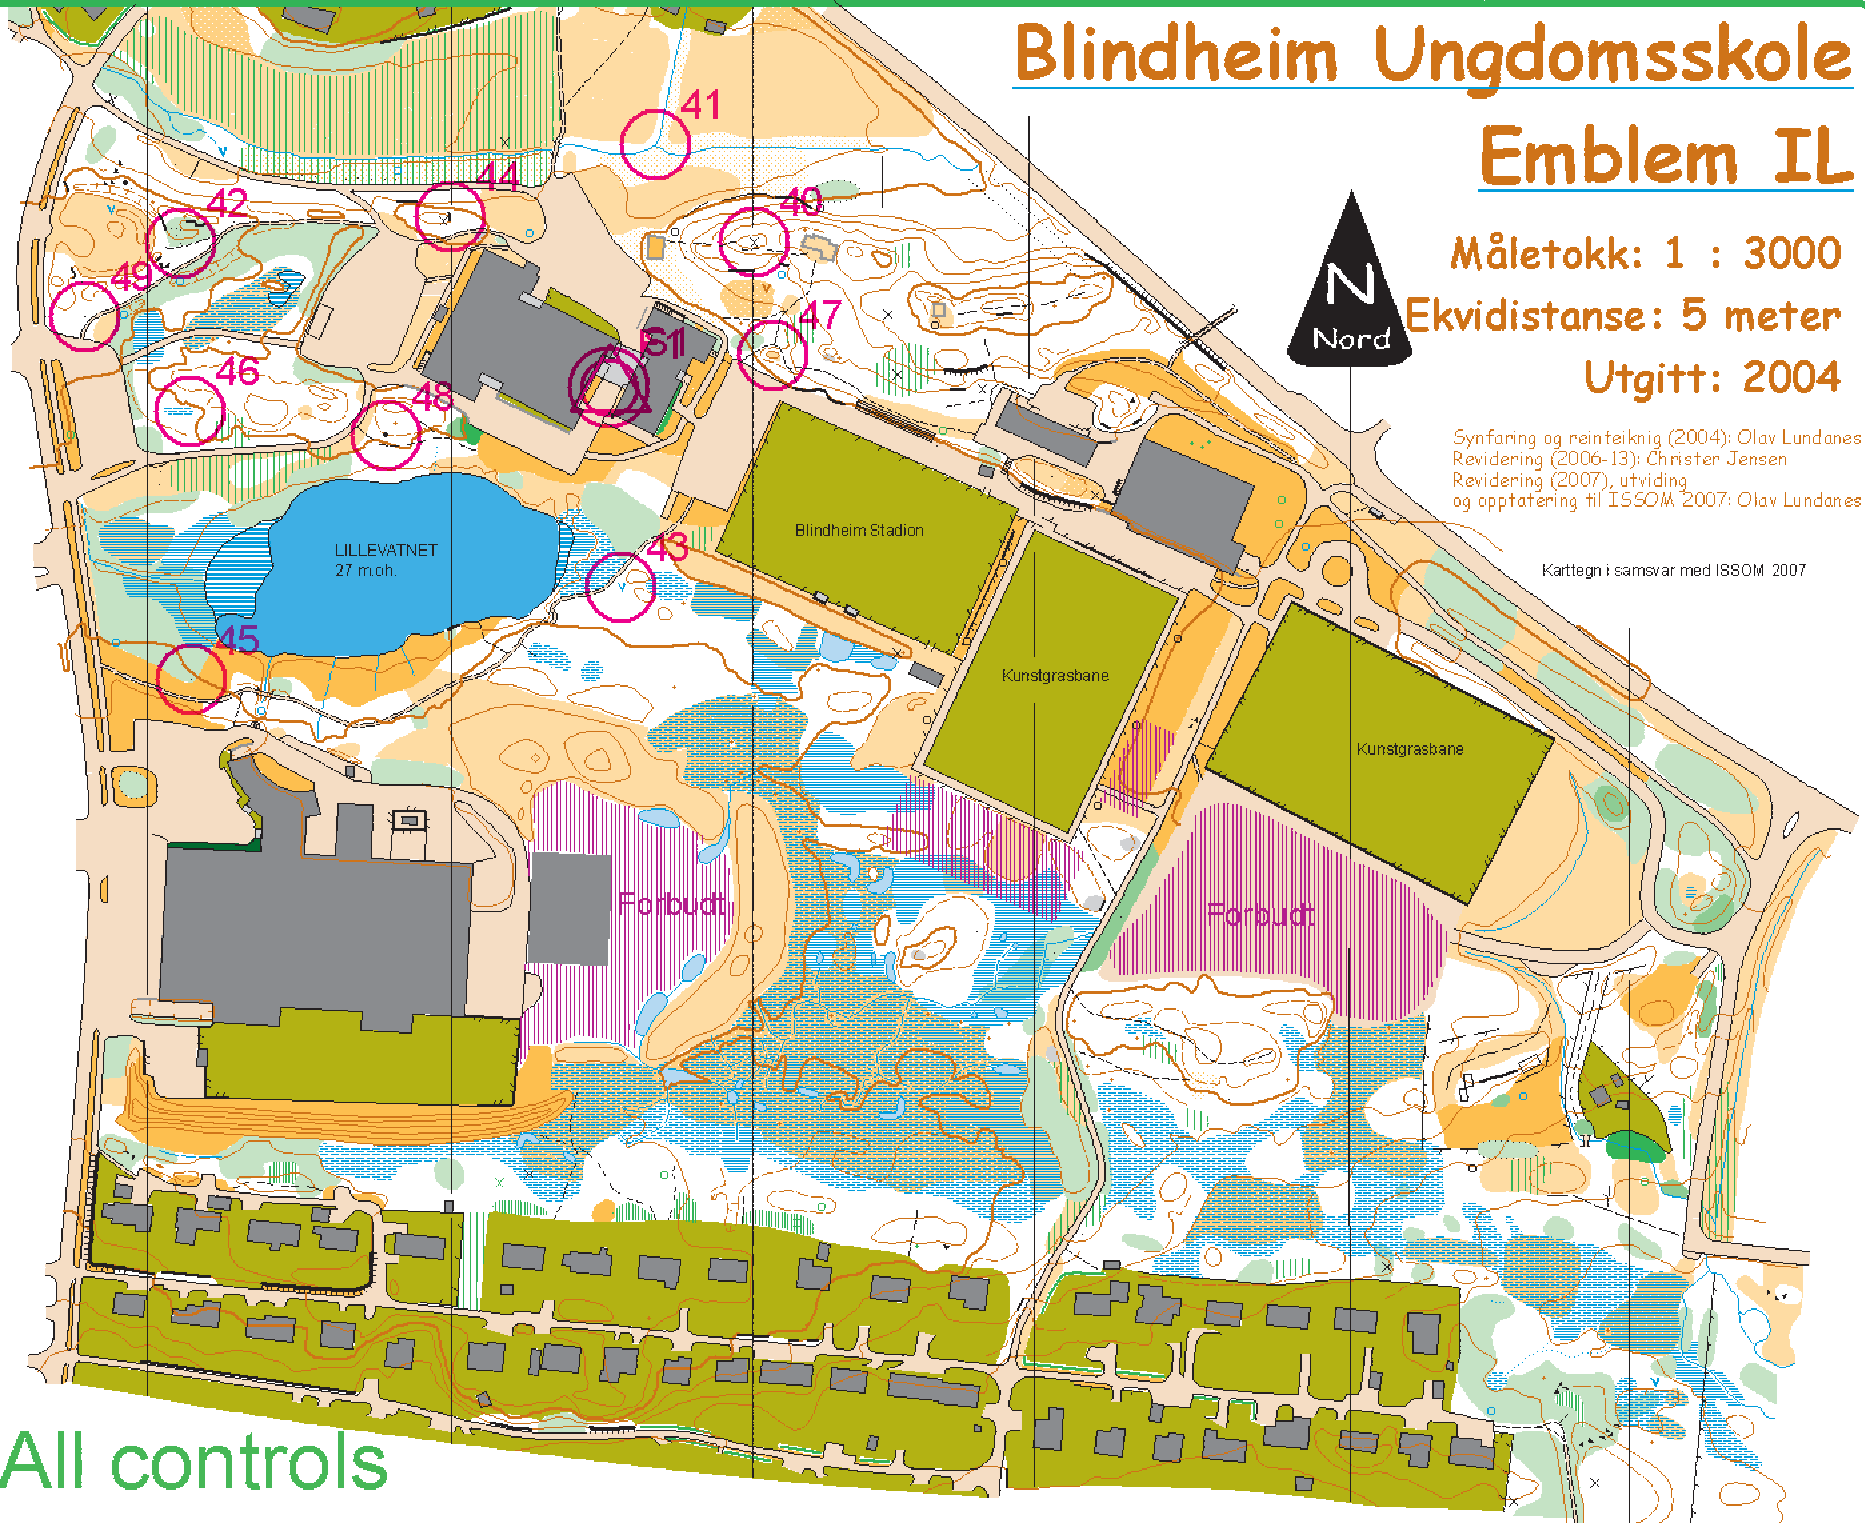 Blindheim Ungdomsskole
Emblem IL
Måletokk: 1 : 3000
Ekvidistanse: 5 meter
Utgitt: 2004
N
Nord
Synfaring og reinteiknig (2004): Olav Lundanes
Revidering (2006-13): Christer Jensen
Revidering (2007), utviding
og opptatering til ISSOM 2007: Olav Lundanes
Karttegn i samsvar med ISSOM 2007
41
44
42
40
49
47
S1
46
48
Blindheim Stadion
LILLEVATNET
27 m.oh.
43
45
Kunstgrasbane
Kunstgrasbane
Forbudt
Forbudt
All controls